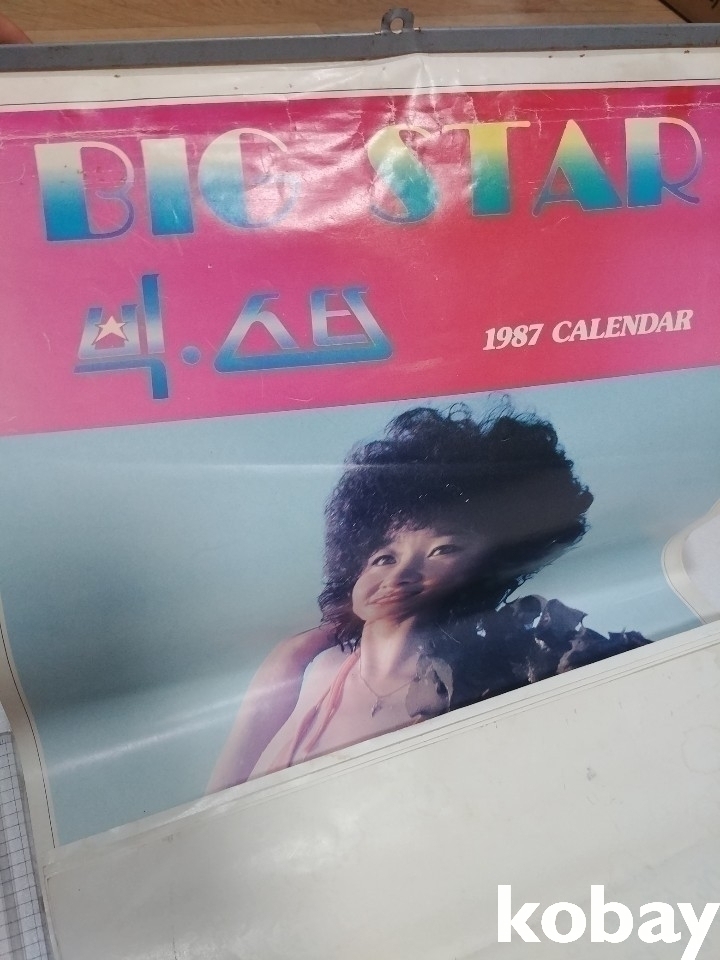 BIG STAR
빅·스타
1987 CALENDAR
kobay